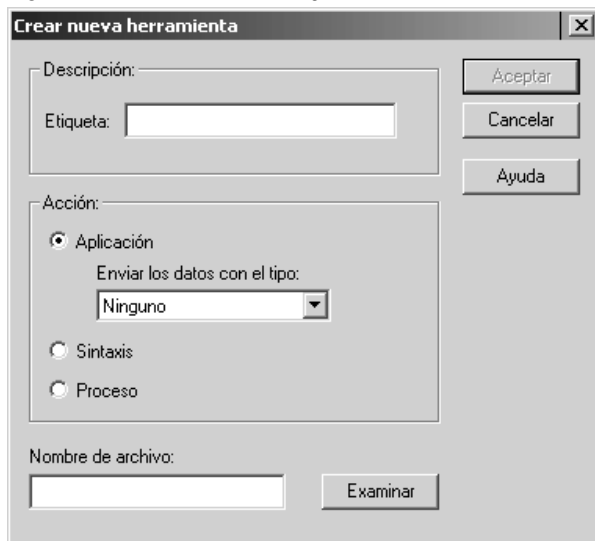 Crear nueva herramienta
Descripción:
Etiqueta:
Aceptar
Cancelar
Ayuda
Acción:
Aplicación
Enviar los datos con el tipo:
Ninguno
Sintaxis
Proceso
Nombre de archivo:
Examinar